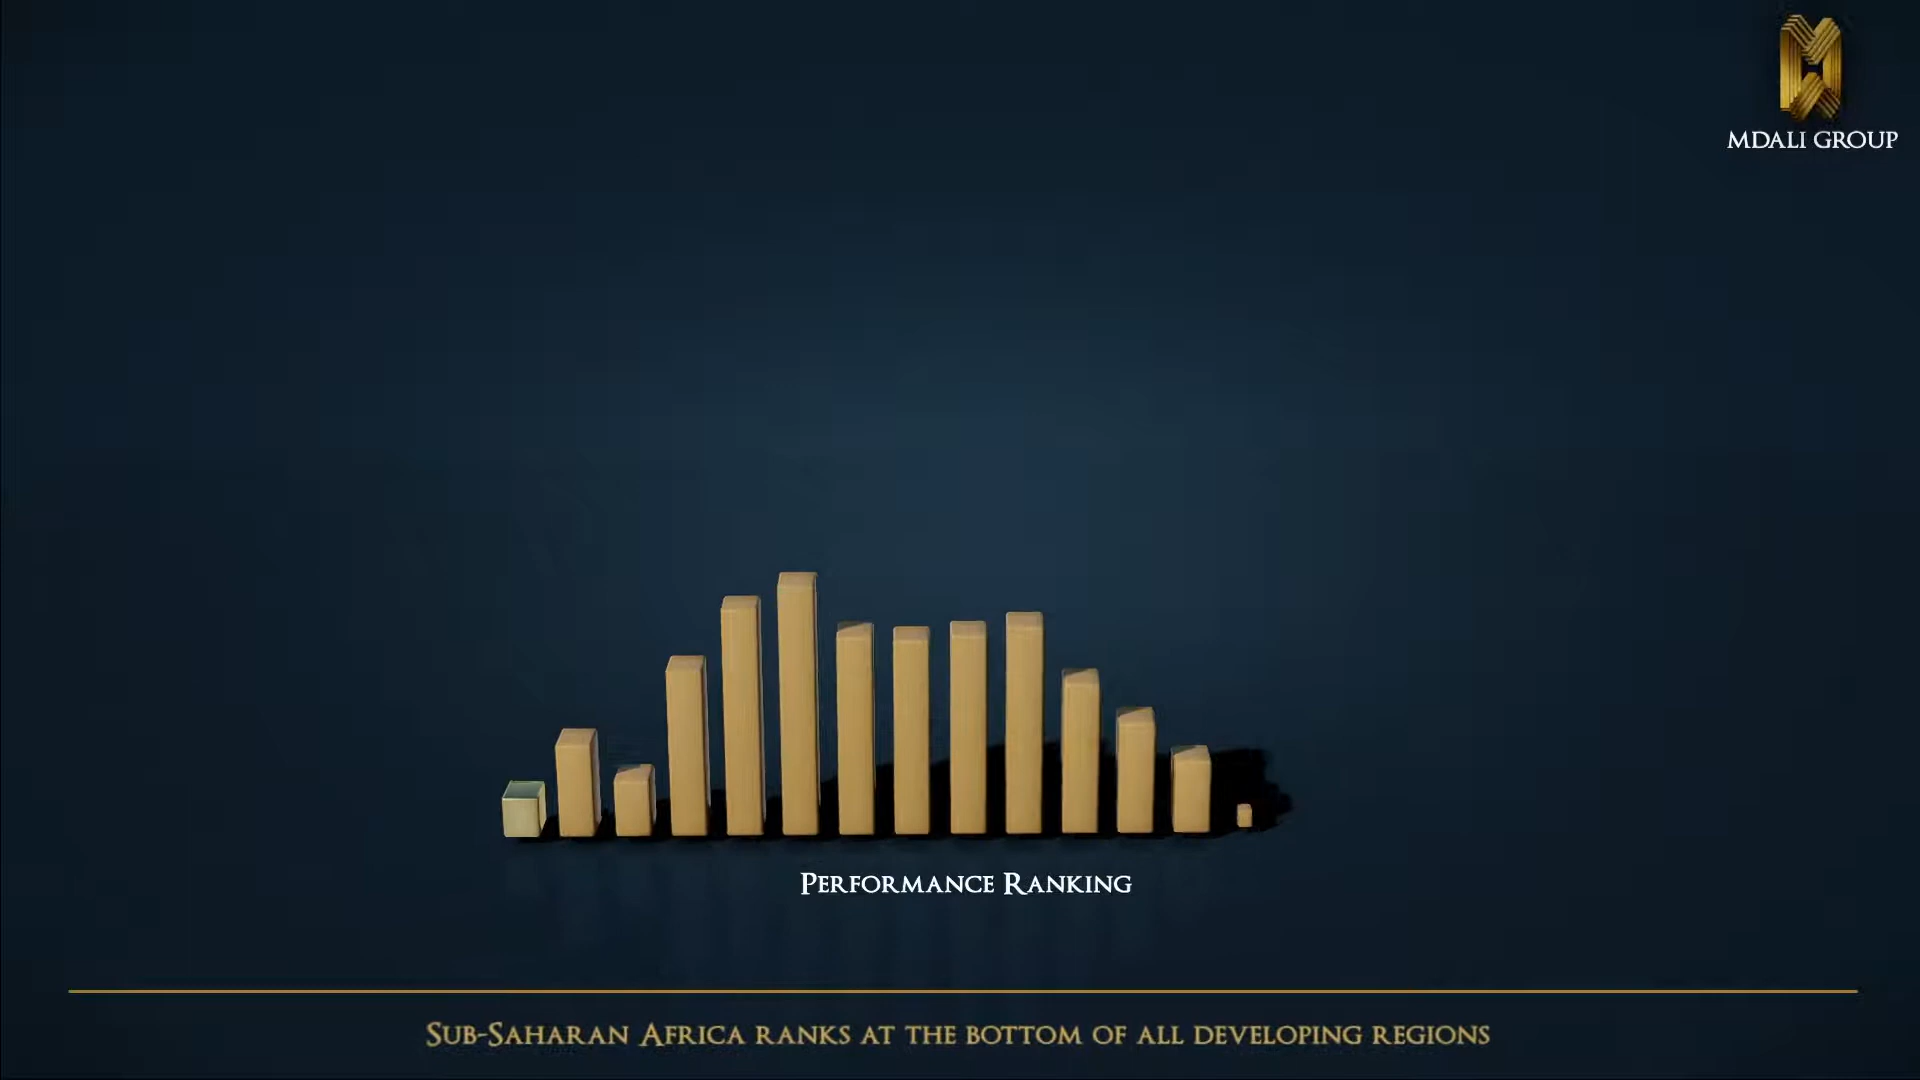 MDALI GROUP
Performance Ranking
Sub-Saharan Africa ranks at the bottom of all developing regions